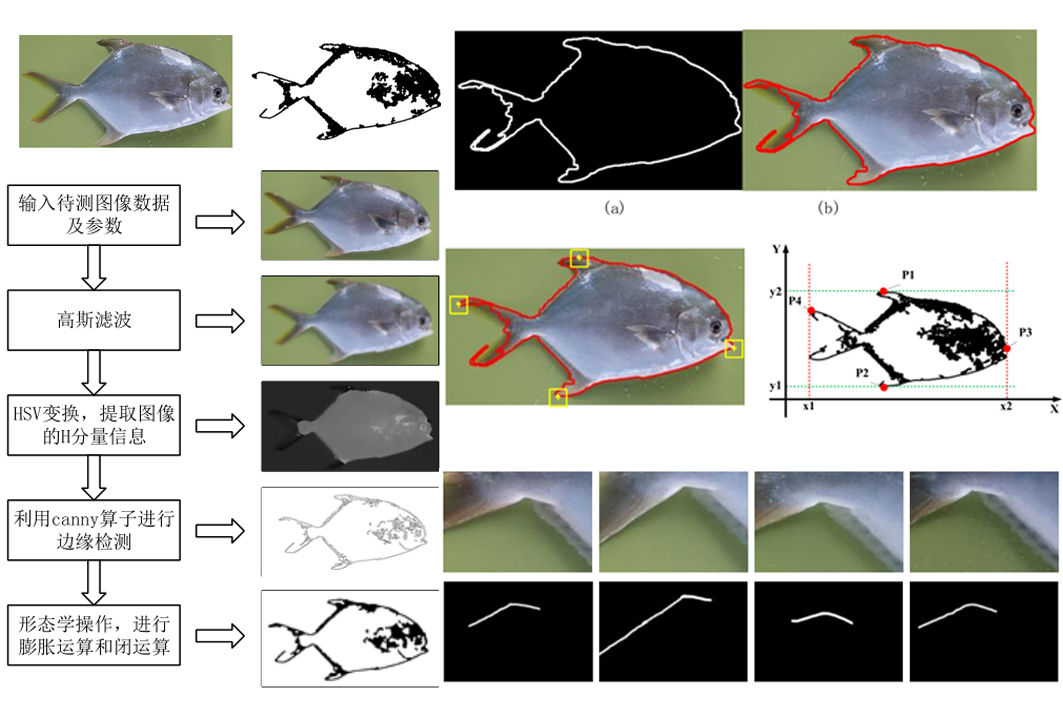 (a)
(b)
输入待测图像数据
及参数
高斯滤波
HSV变换，提取图像
的H分量信息
利用canny算子进行
边缘检测
形态学操作，进行
膨胀运算和闭运算
Y
y2
P1
P4
P3
P2
y1
x1
x2
X